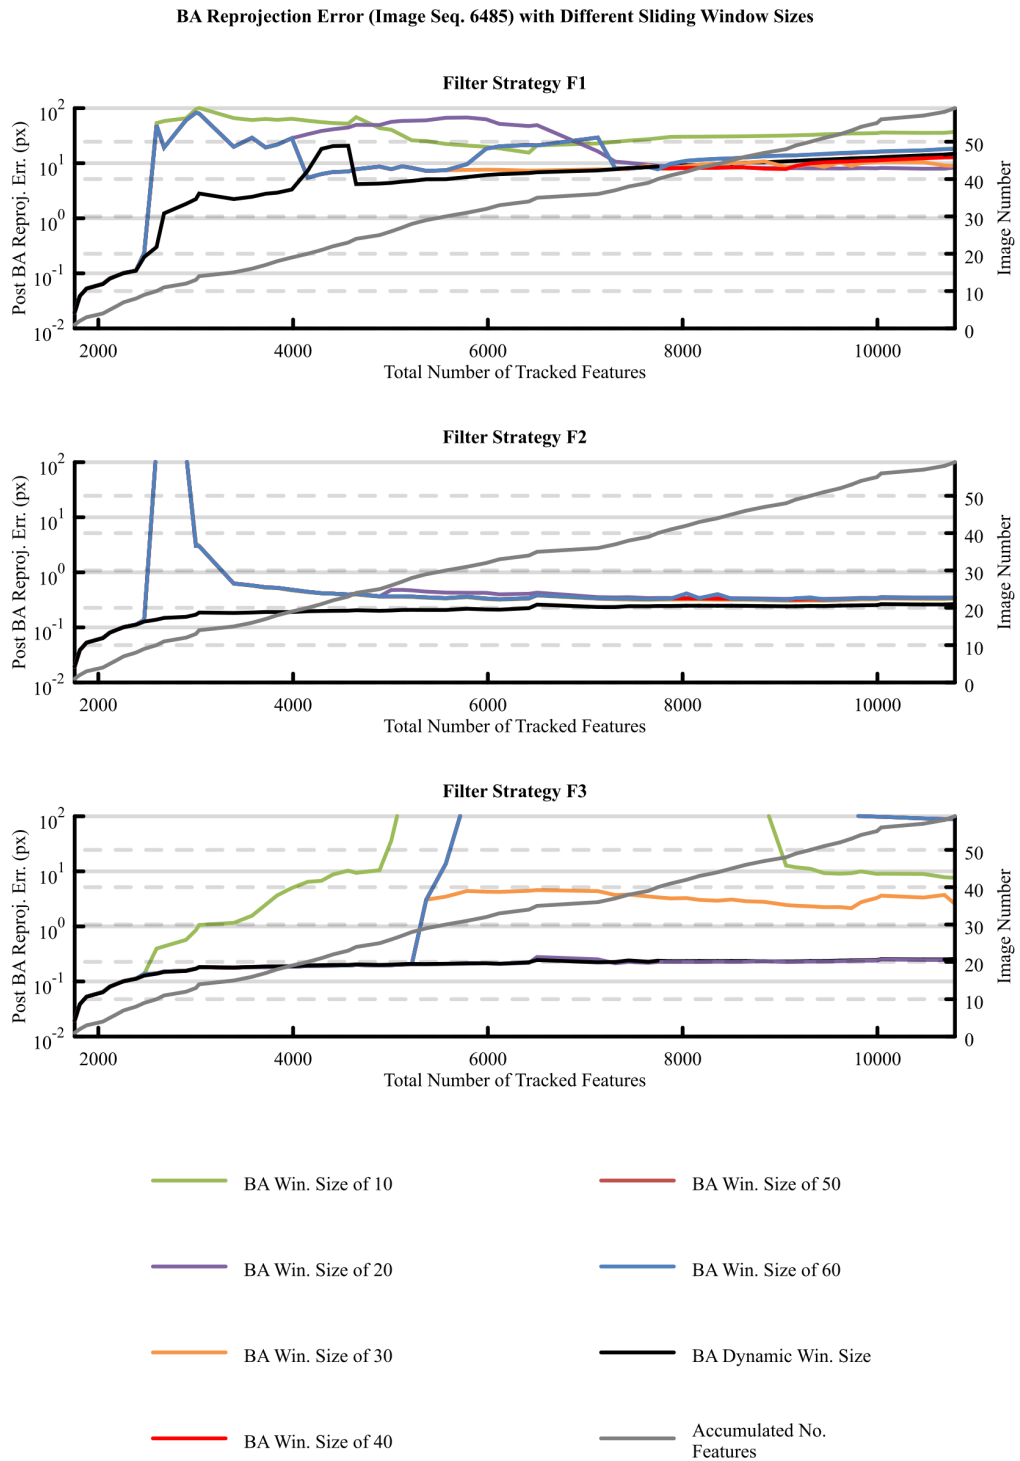 BA Reprojection Error (Image Seq. 6485) with Different Sliding Window Sizes
Filter Strategy F1
Post BA Reproj. Err. (px)
10^2
10^1
10^0
10^-1
10^-2
50
40
30
20
10
0
Image Number
2000 4000 6000 8000 10000
Total Number of Tracked Features
Filter Strategy F2
Post BA Reproj. Err. (px)
10^2
10^1
10^0
10^-1
10^-2
50
40
30
20
10
0
Image Number
2000 4000 6000 8000 10000
Total Number of Tracked Features
Filter Strategy F3
Post BA Reproj. Err. (px)
10^2
10^1
10^0
10^-1
10^-2
50
40
30
20
10
0
Image Number
2000 4000 6000 8000 10000
Total Number of Tracked Features
BA Win. Size of 10
BA Win. Size of 50
BA Win. Size of 20
BA Win. Size of 60
BA Win. Size of 30
BA Dynamic Win. Size
BA Win. Size of 40
Accumulated No.
Features